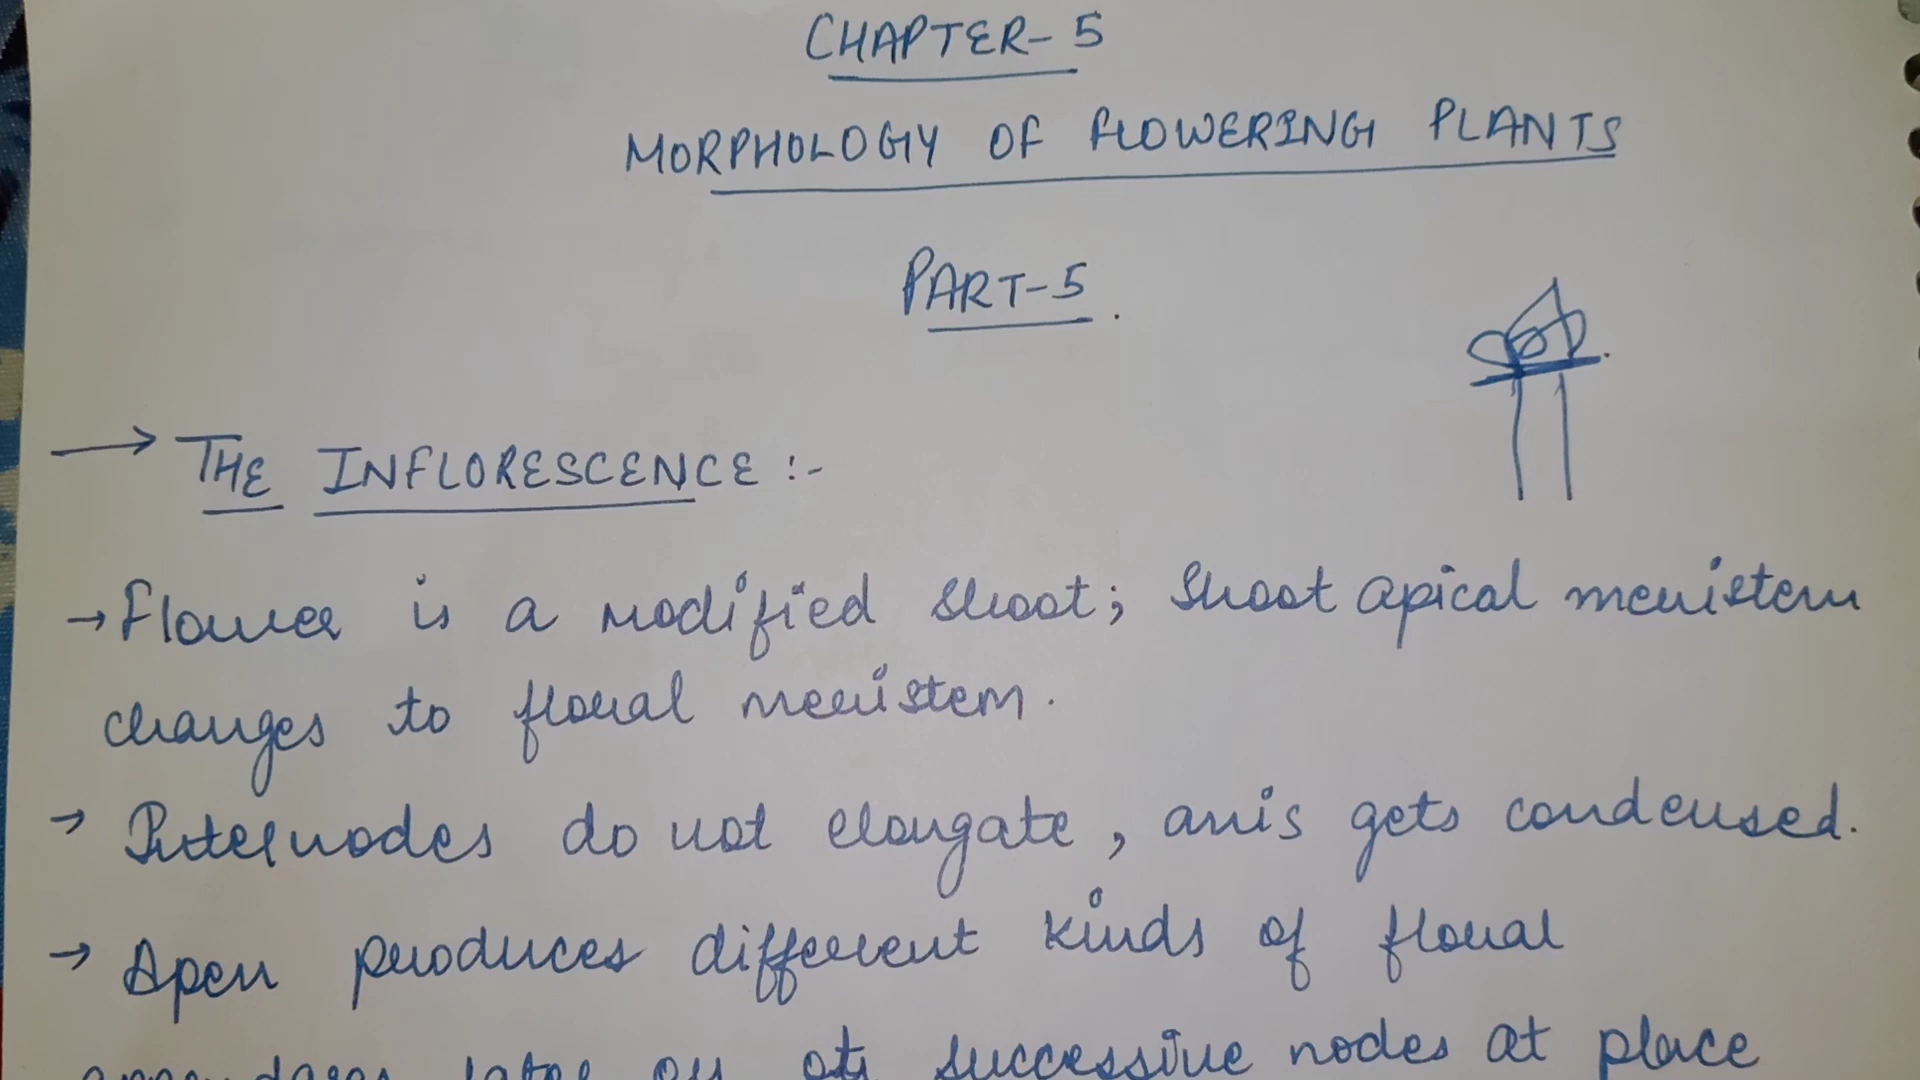 CHAPTER-5
MORPHOLOGY OF FLOWERING PLANTS
PART-5.
→ THE INFLORESCENCE :-
→ Flower is a modified shoot; Shoot apical meristem
changes to floral meristem.
→ Internodes do not elongate, axis gets condensed.
→ Apex produces different kinds of floral
appendages successive nodes at place